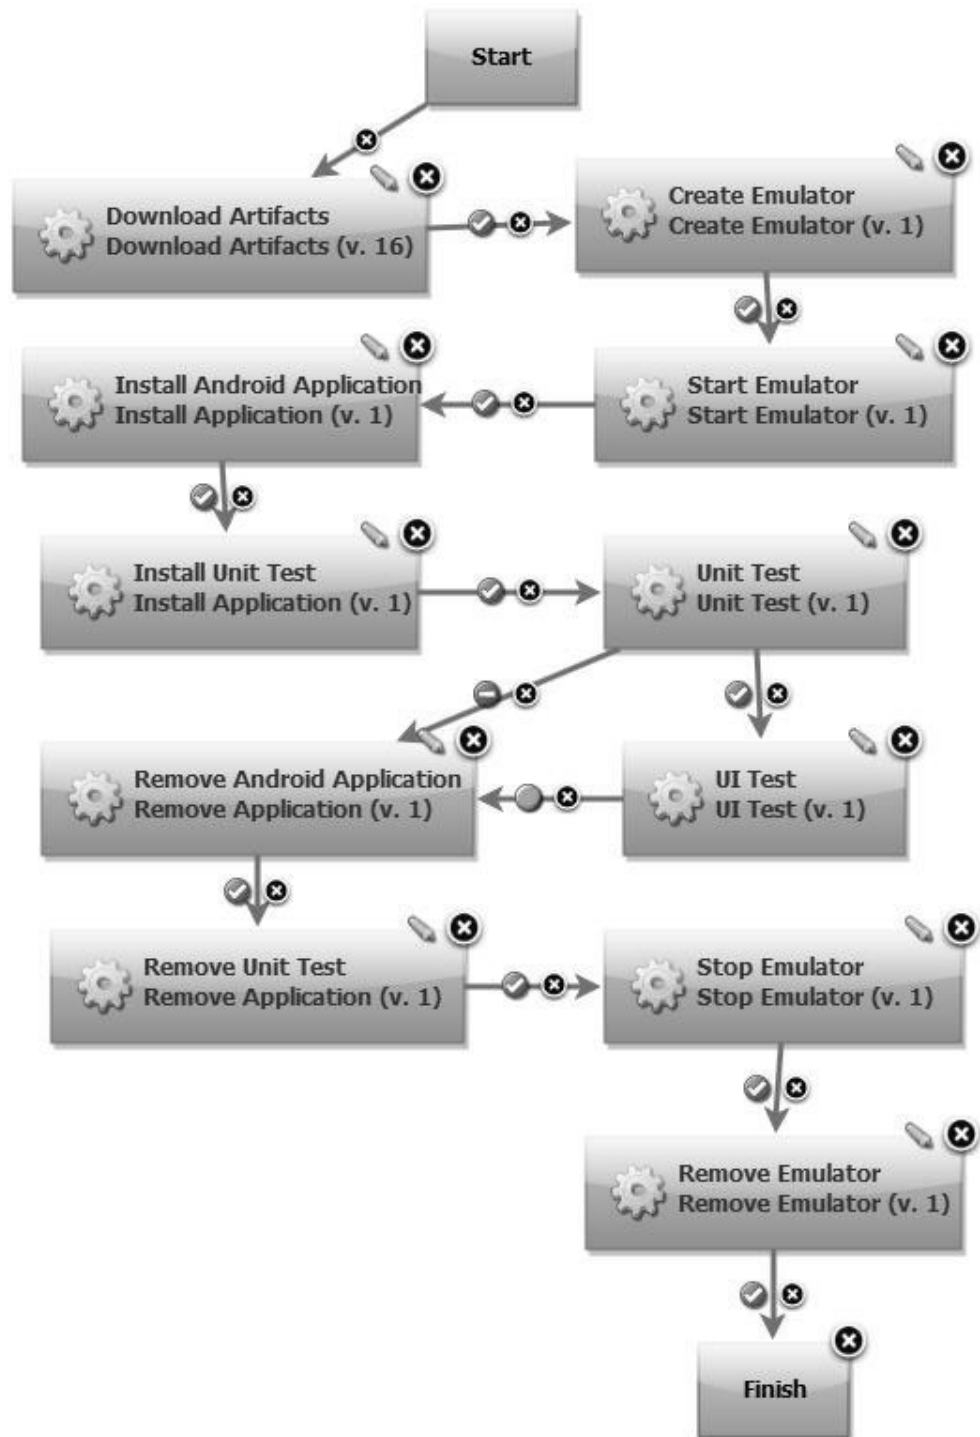 Start
Download Artifacts
Download Artifacts (v. 16)
Create Emulator
Create Emulator (v. 1)
Install Android Application
Install Application (v. 1)
Start Emulator
Start Emulator (v. 1)
Install Unit Test
Install Application (v. 1)
Unit Test
Unit Test (v. 1)
Remove Android Application
Remove Application (v. 1)
UI Test
UI Test (v. 1)
Remove Unit Test
Remove Application (v. 1)
Stop Emulator
Stop Emulator (v. 1)
Remove Emulator
Remove Emulator (v. 1)
Finish